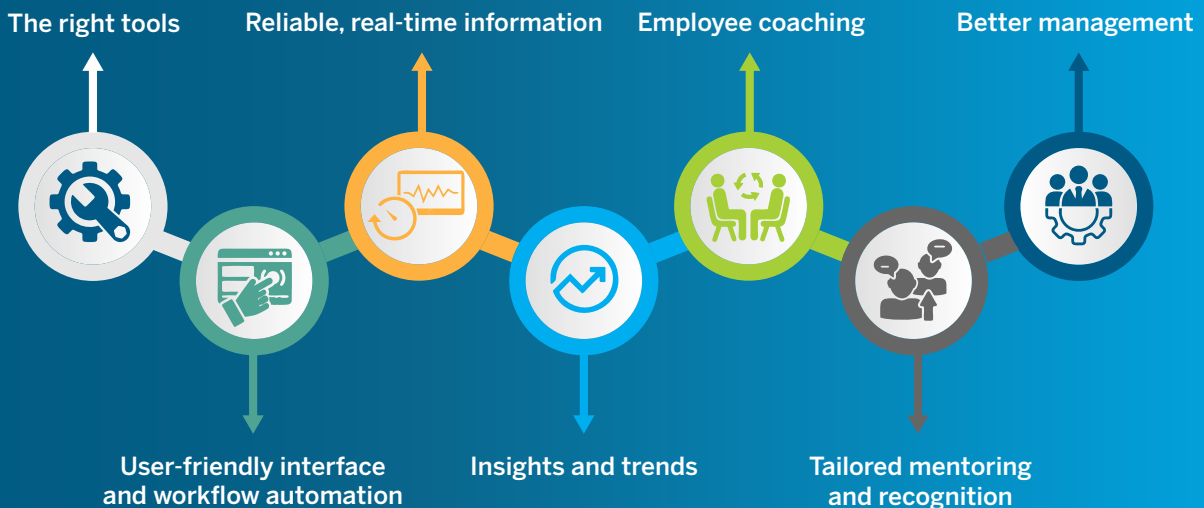 The right tools
Reliable, real-time information
Employee coaching
Better management
User-friendly interface
and workflow automation
Insights and trends
Tailored mentoring
and recognition